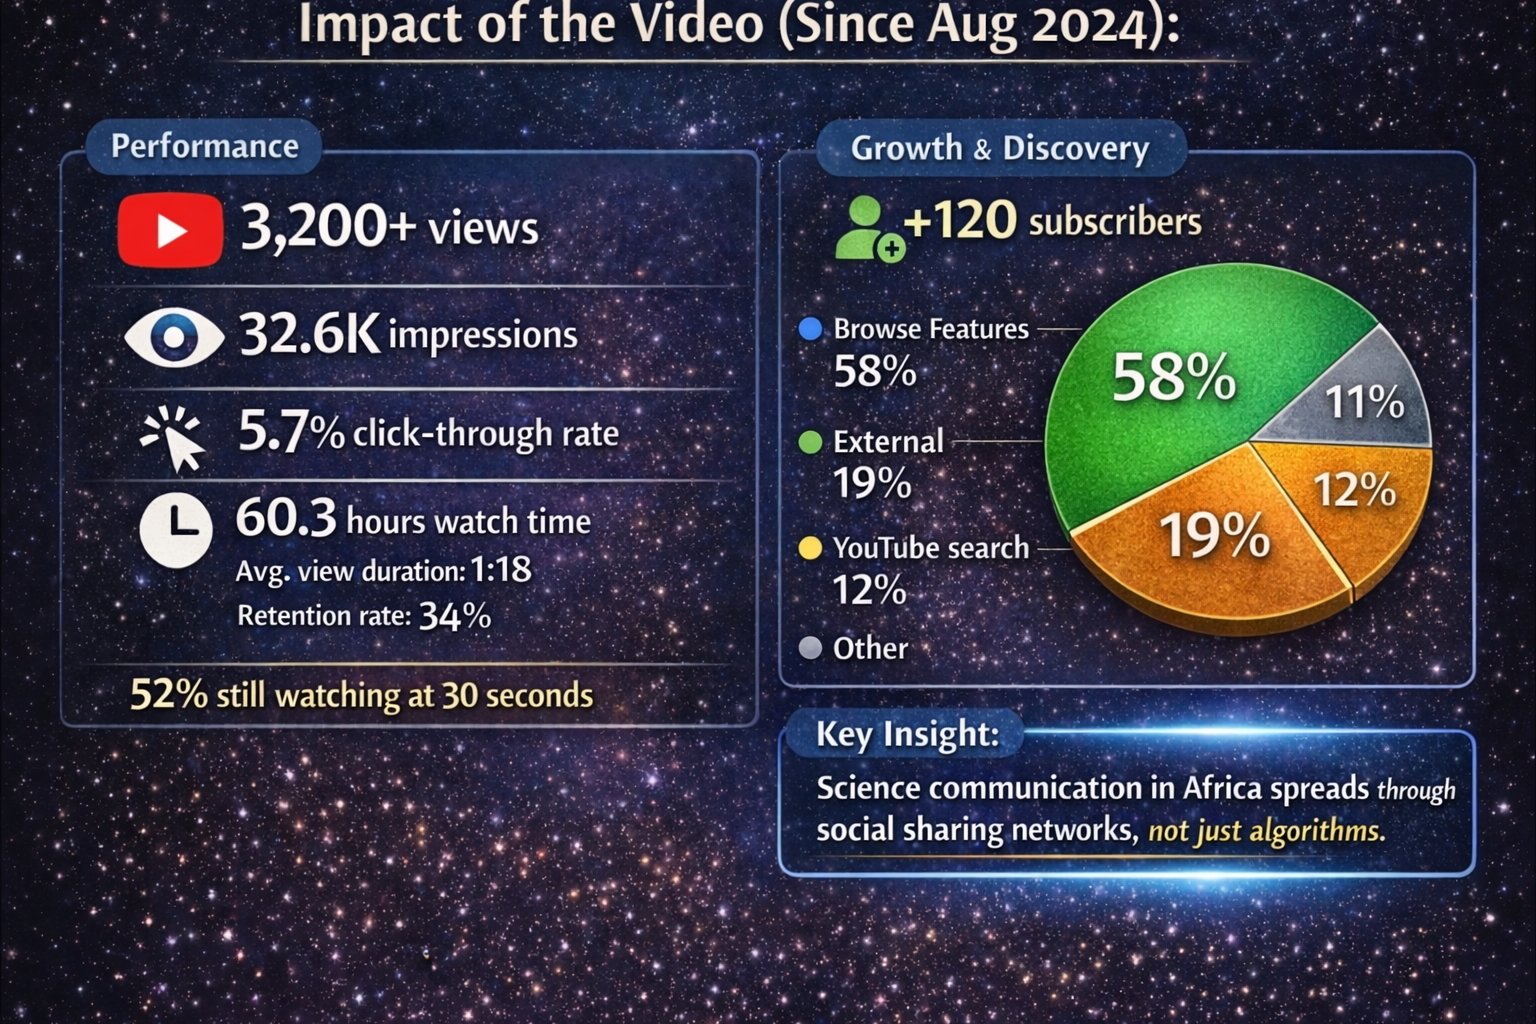 Impact of the Video (Since Aug 2024):
Performance
3,200+ views
32.6K impressions
5.7% click-through rate
60.3 hours watch time
Avg. view duration: 1:18
Retention rate: 34%
52% still watching at 30 seconds
Growth & Discovery
+120 subscribers
Browse Features
58%
External
19%
YouTube search
12%
Other
58%
11%
12%
19%
Key Insight:
Science communication in Africa spreads through
social sharing networks, not just algorithms.